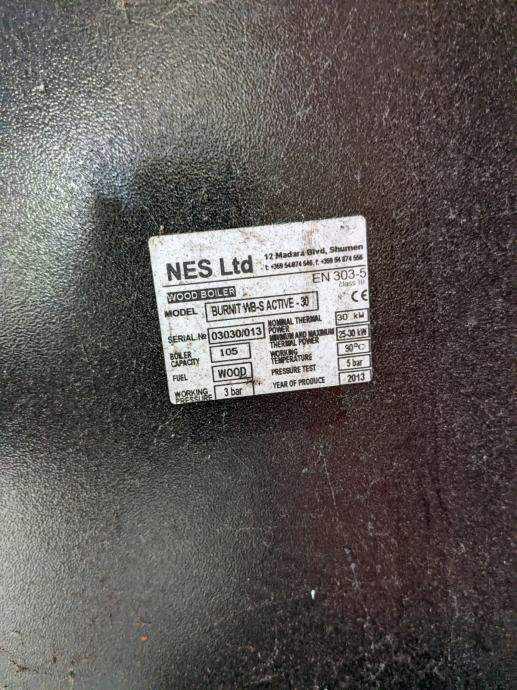 NES Ltd
12 Madara Blvd, Shumen
t: +359 54 874 546, f: +359 54 874 556
EN 303-5
class III
WOOD BOILER
CE
MODEL BURNIT WB-S ACTIVE - 30
SERIAL.№ 03030/013
NOMINAL THERMAL POWER 30 kW
MINIMUM AND MAXIMUM THERMAL POWER 25-30 kW
BOILER CAPACITY 105
WORKING TEMPERATURE 90°C
FUEL WOOD
PRESSURE TEST 5 bar
WORKING PRESSURE 3 bar
YEAR OF PRODUCE 2013